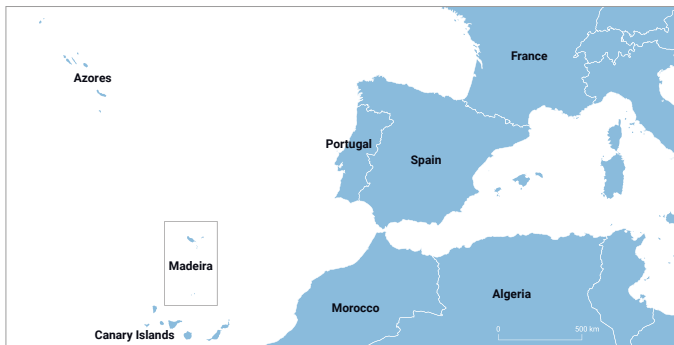 France
Azores
Portugal
Spain
Madeira
Algeria
Morocco
Canary Islands
0 500 km